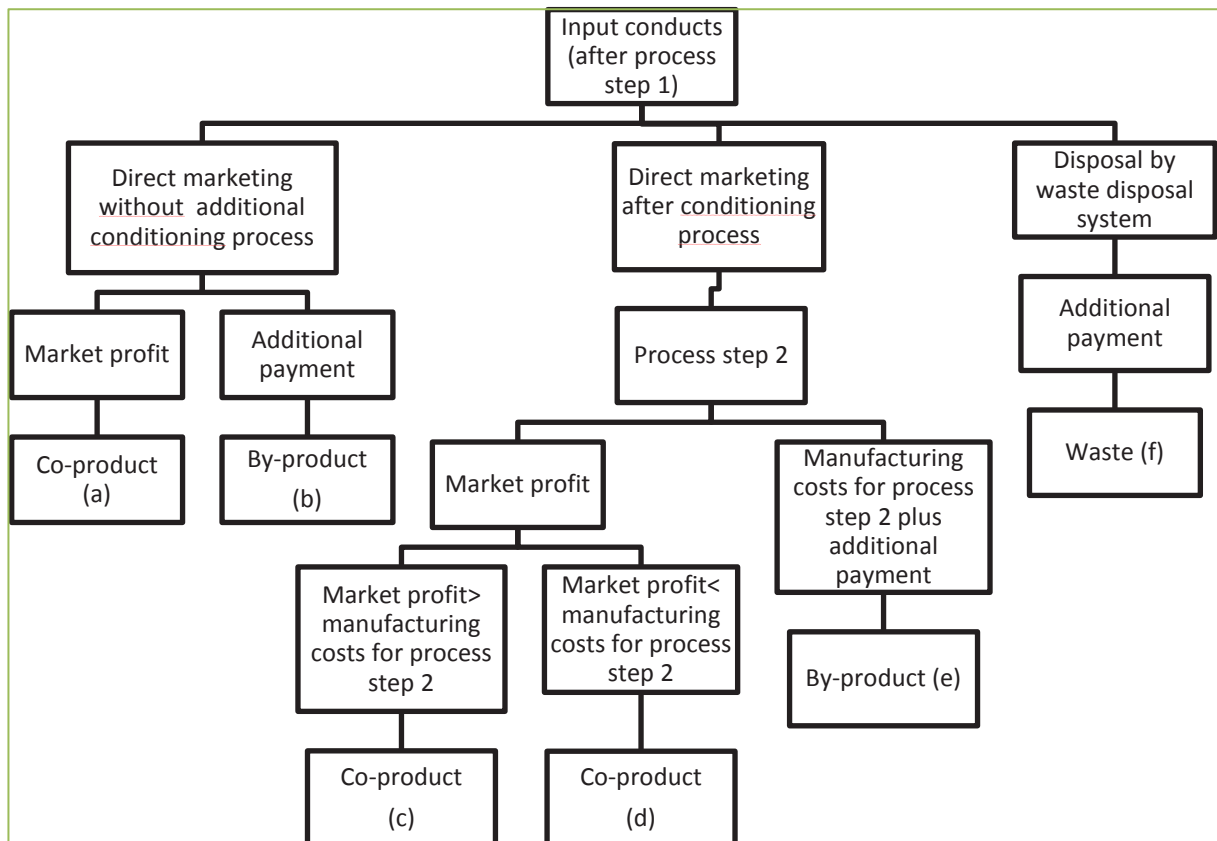 Input conducts
(after process
step 1)
Direct marketing
without  additional
conditioning process
Direct marketing
after conditioning
process
Disposal by
waste disposal
system
Market profit
Additional
payment
Process step 2
Additional
payment
Co-product
(a)
By-product
(b)
Market profit
Manufacturing
costs for process
step 2 plus
additional
payment
Waste (f)
Market profit>
manufacturing
costs for process
step 2
Market profit<
manufacturing
costs for process
step 2
By-product (e)
Co-product
(c)
Co-product
(d)